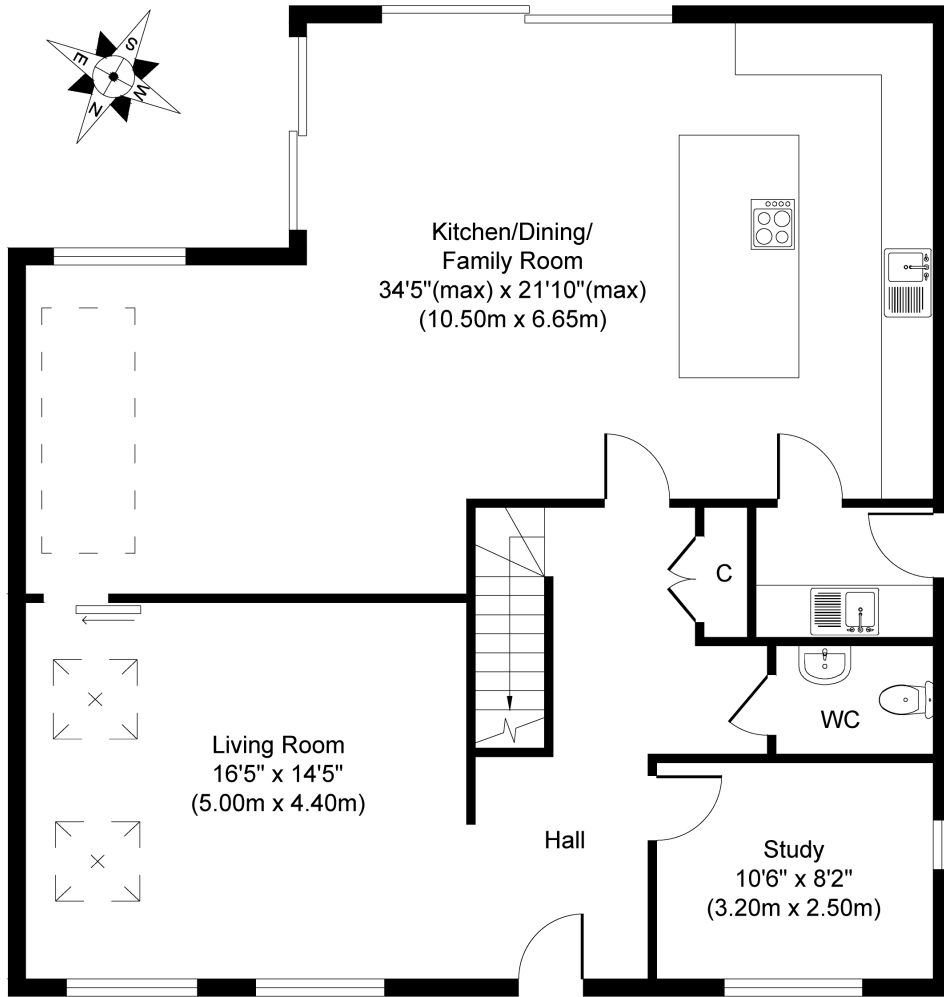 S
E
W
N
Kitchen/Dining/
Family Room
34'5"(max) x 21'10"(max)
(10.50m x 6.65m)
C
WC
Living Room
16'5" x 14'5"
(5.00m x 4.40m)
Hall
Study
10'6" x 8'2"
(3.20m x 2.50m)